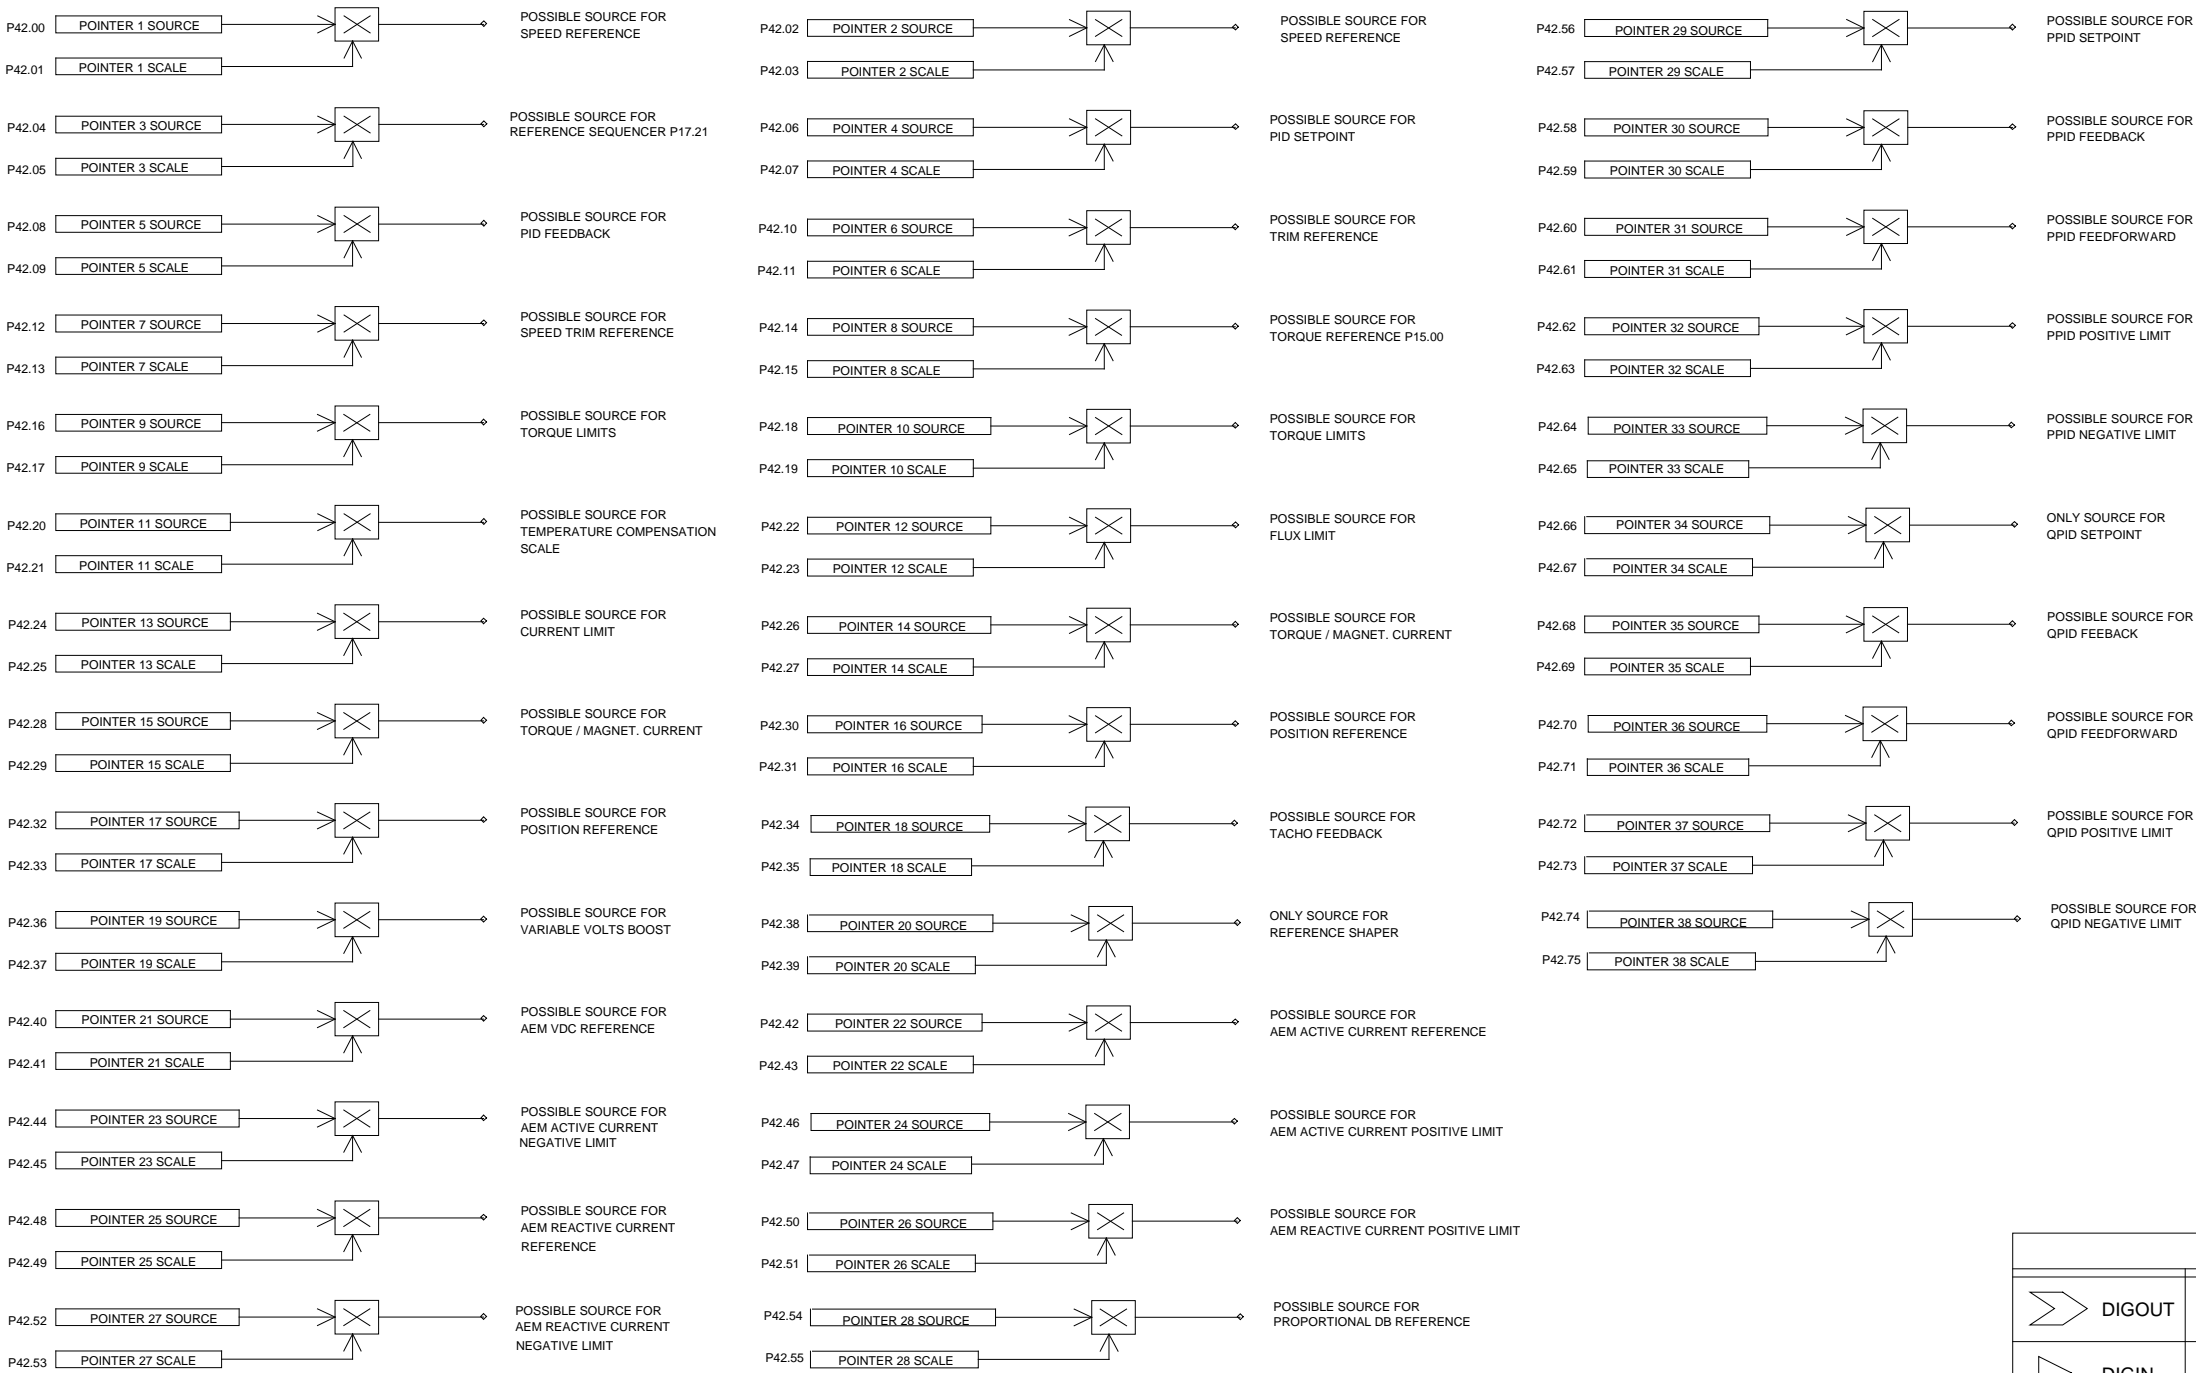 P42.00 POINTER 1 SOURCE
POSSIBLE SOURCE FOR
SPEED REFERENCE
P42.01 POINTER 1 SCALE
P42.04 POINTER 3 SOURCE
POSSIBLE SOURCE FOR
REFERENCE SEQUENCER P17.21
P42.05 POINTER 3 SCALE
P42.08 POINTER 5 SOURCE
POSSIBLE SOURCE FOR
PID FEEDBACK
P42.09 POINTER 5 SCALE
P42.12 POINTER 7 SOURCE
POSSIBLE SOURCE FOR
SPEED TRIM REFERENCE
P42.13 POINTER 7 SCALE
P42.16 POINTER 9 SOURCE
POSSIBLE SOURCE FOR
TORQUE LIMITS
P42.17 POINTER 9 SCALE
P42.20 POINTER 11 SOURCE
POSSIBLE SOURCE FOR
TEMPERATURE COMPENSATION
SCALE
P42.21 POINTER 11 SCALE
P42.24 POINTER 13 SOURCE
POSSIBLE SOURCE FOR
CURRENT LIMIT
P42.25 POINTER 13 SCALE
P42.28 POINTER 15 SOURCE
POSSIBLE SOURCE FOR
TORQUE / MAGNET. CURRENT
P42.29 POINTER 15 SCALE
P42.32 POINTER 17 SOURCE
POSSIBLE SOURCE FOR
POSITION REFERENCE
P42.33 POINTER 17 SCALE
P42.36 POINTER 19 SOURCE
POSSIBLE SOURCE FOR
VARIABLE VOLTS BOOST
P42.37 POINTER 19 SCALE
P42.40 POINTER 21 SOURCE
POSSIBLE SOURCE FOR
AEM VDC REFERENCE
P42.41 POINTER 21 SCALE
P42.44 POINTER 23 SOURCE
POSSIBLE SOURCE FOR
AEM ACTIVE CURRENT
NEGATIVE LIMIT
P42.45 POINTER 23 SCALE
P42.48 POINTER 25 SOURCE
POSSIBLE SOURCE FOR
AEM REACTIVE CURRENT
REFERENCE
P42.49 POINTER 25 SCALE
P42.52 POINTER 27 SOURCE
POSSIBLE SOURCE FOR
AEM REACTIVE CURRENT
NEGATIVE LIMIT
P42.53 POINTER 27 SCALE
P42.02 POINTER 2 SOURCE
POSSIBLE SOURCE FOR
SPEED REFERENCE
P42.03 POINTER 2 SCALE
P42.06 POINTER 4 SOURCE
POSSIBLE SOURCE FOR
PID SETPOINT
P42.07 POINTER 4 SCALE
P42.10 POINTER 6 SOURCE
POSSIBLE SOURCE FOR
TRIM REFERENCE
P42.11 POINTER 6 SCALE
P42.14 POINTER 8 SOURCE
POSSIBLE SOURCE FOR
TORQUE REFERENCE P15.00
P42.15 POINTER 8 SCALE
P42.18 POINTER 10 SOURCE
POSSIBLE SOURCE FOR
TORQUE LIMITS
P42.19 POINTER 10 SCALE
P42.22 POINTER 12 SOURCE
POSSIBLE SOURCE FOR
FLUX LIMIT
P42.23 POINTER 12 SCALE
P42.26 POINTER 14 SOURCE
POSSIBLE SOURCE FOR
TORQUE / MAGNET. CURRENT
P42.27 POINTER 14 SCALE
P42.30 POINTER 16 SOURCE
POSSIBLE SOURCE FOR
POSITION REFERENCE
P42.31 POINTER 16 SCALE
P42.34 POINTER 18 SOURCE
POSSIBLE SOURCE FOR
TACHO FEEDBACK
P42.35 POINTER 18 SCALE
P42.38 POINTER 20 SOURCE
ONLY SOURCE FOR
REFERENCE SHAPER
P42.39 POINTER 20 SCALE
P42.42 POINTER 22 SOURCE
POSSIBLE SOURCE FOR
AEM ACTIVE CURRENT REFERENCE
P42.43 POINTER 22 SCALE
P42.46 POINTER 24 SOURCE
POSSIBLE SOURCE FOR
AEM ACTIVE CURRENT POSITIVE LIMIT
P42.47 POINTER 24 SCALE
P42.50 POINTER 26 SOURCE
POSSIBLE SOURCE FOR
AEM REACTIVE CURRENT POSITIVE LIMIT
P42.51 POINTER 26 SCALE
P42.54 POINTER 28 SOURCE
POSSIBLE SOURCE FOR
PROPORTIONAL DB REFERENCE
P42.55 POINTER 28 SCALE
P42.56 POINTER 29 SOURCE
POSSIBLE SOURCE FOR
PPID SETPOINT
P42.57 POINTER 29 SCALE
P42.58 POINTER 30 SOURCE
POSSIBLE SOURCE FOR
PPID FEEDBACK
P42.59 POINTER 30 SCALE
P42.60 POINTER 31 SOURCE
POSSIBLE SOURCE FOR
PPID FEEDFORWARD
P42.61 POINTER 31 SCALE
P42.62 POINTER 32 SOURCE
POSSIBLE SOURCE FOR
PPID POSITIVE LIMIT
P42.63 POINTER 32 SCALE
P42.64 POINTER 33 SOURCE
POSSIBLE SOURCE FOR
PPID NEGATIVE LIMIT
P42.65 POINTER 33 SCALE
P42.66 POINTER 34 SOURCE
ONLY SOURCE FOR
QPID SETPOINT
P42.67 POINTER 34 SCALE
P42.68 POINTER 35 SOURCE
POSSIBLE SOURCE FOR
QPID FEEBACK
P42.69 POINTER 35 SCALE
P42.70 POINTER 36 SOURCE
POSSIBLE SOURCE FOR
QPID FEEDFORWARD
P42.71 POINTER 36 SCALE
P42.72 POINTER 37 SOURCE
POSSIBLE SOURCE FOR
QPID POSITIVE LIMIT
P42.73 POINTER 37 SCALE
P42.74 POINTER 38 SOURCE
POSSIBLE SOURCE FOR
QPID NEGATIVE LIMIT
P42.75 POINTER 38 SCALE
DIGOUT